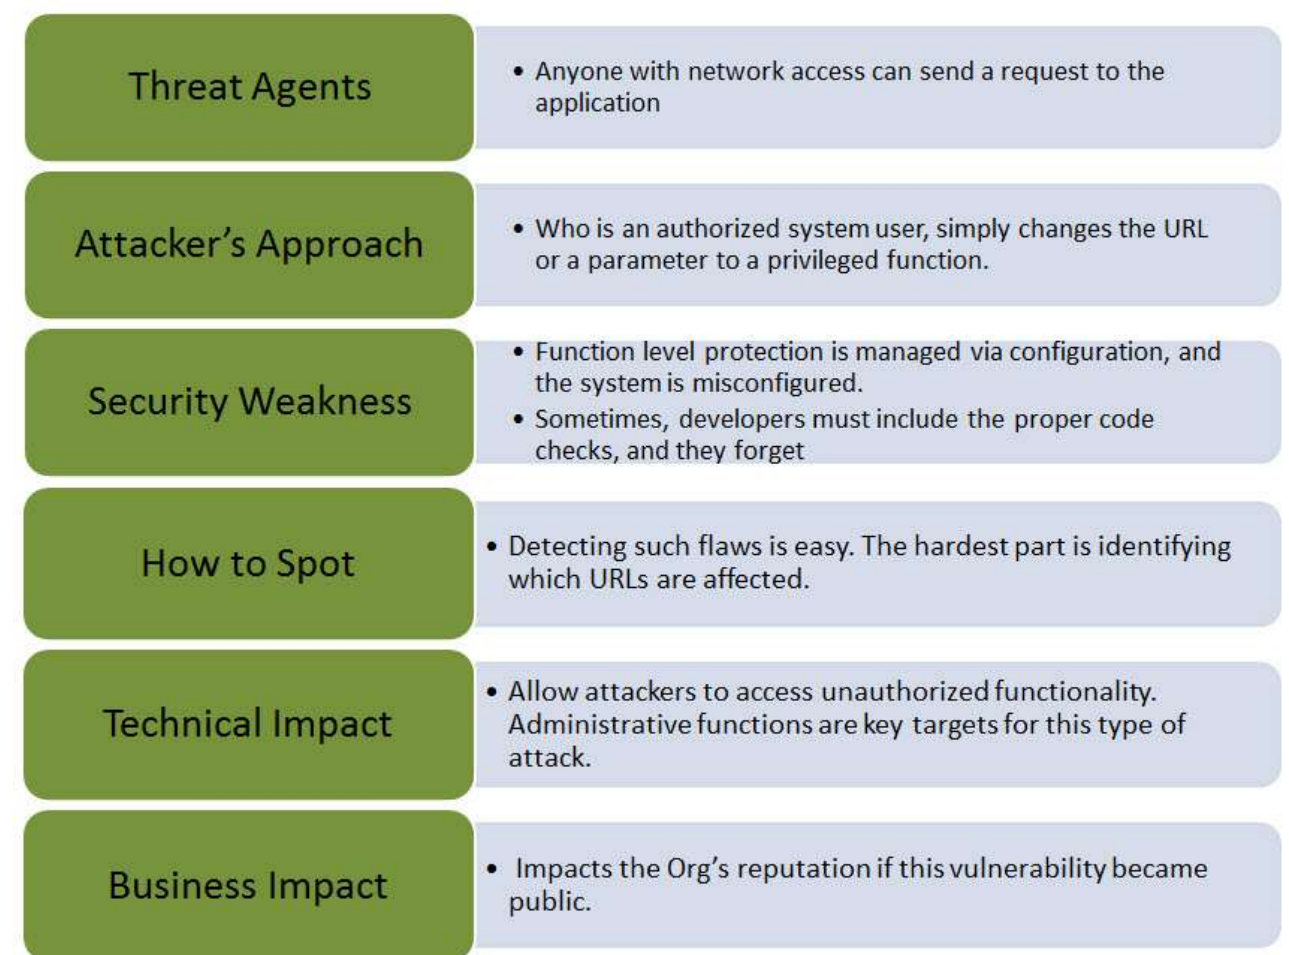 Threat Agents
• Anyone with network access can send a request to the
application
Attacker's Approach
• Who is an authorized system user, simply changes the URL
or a parameter to a privileged function.
Security Weakness
• Function level protection is managed via configuration, and
the system is misconfigured.
• Sometimes, developers must include the proper code
checks, and they forget
How to Spot
• Detecting such flaws is easy. The hardest part is identifying
which URLs are affected.
Technical Impact
• Allow attackers to access unauthorized functionality.
Administrative functions are key targets for this type of
attack.
Business Impact
• Impacts the Org's reputation if this vulnerability became
public.